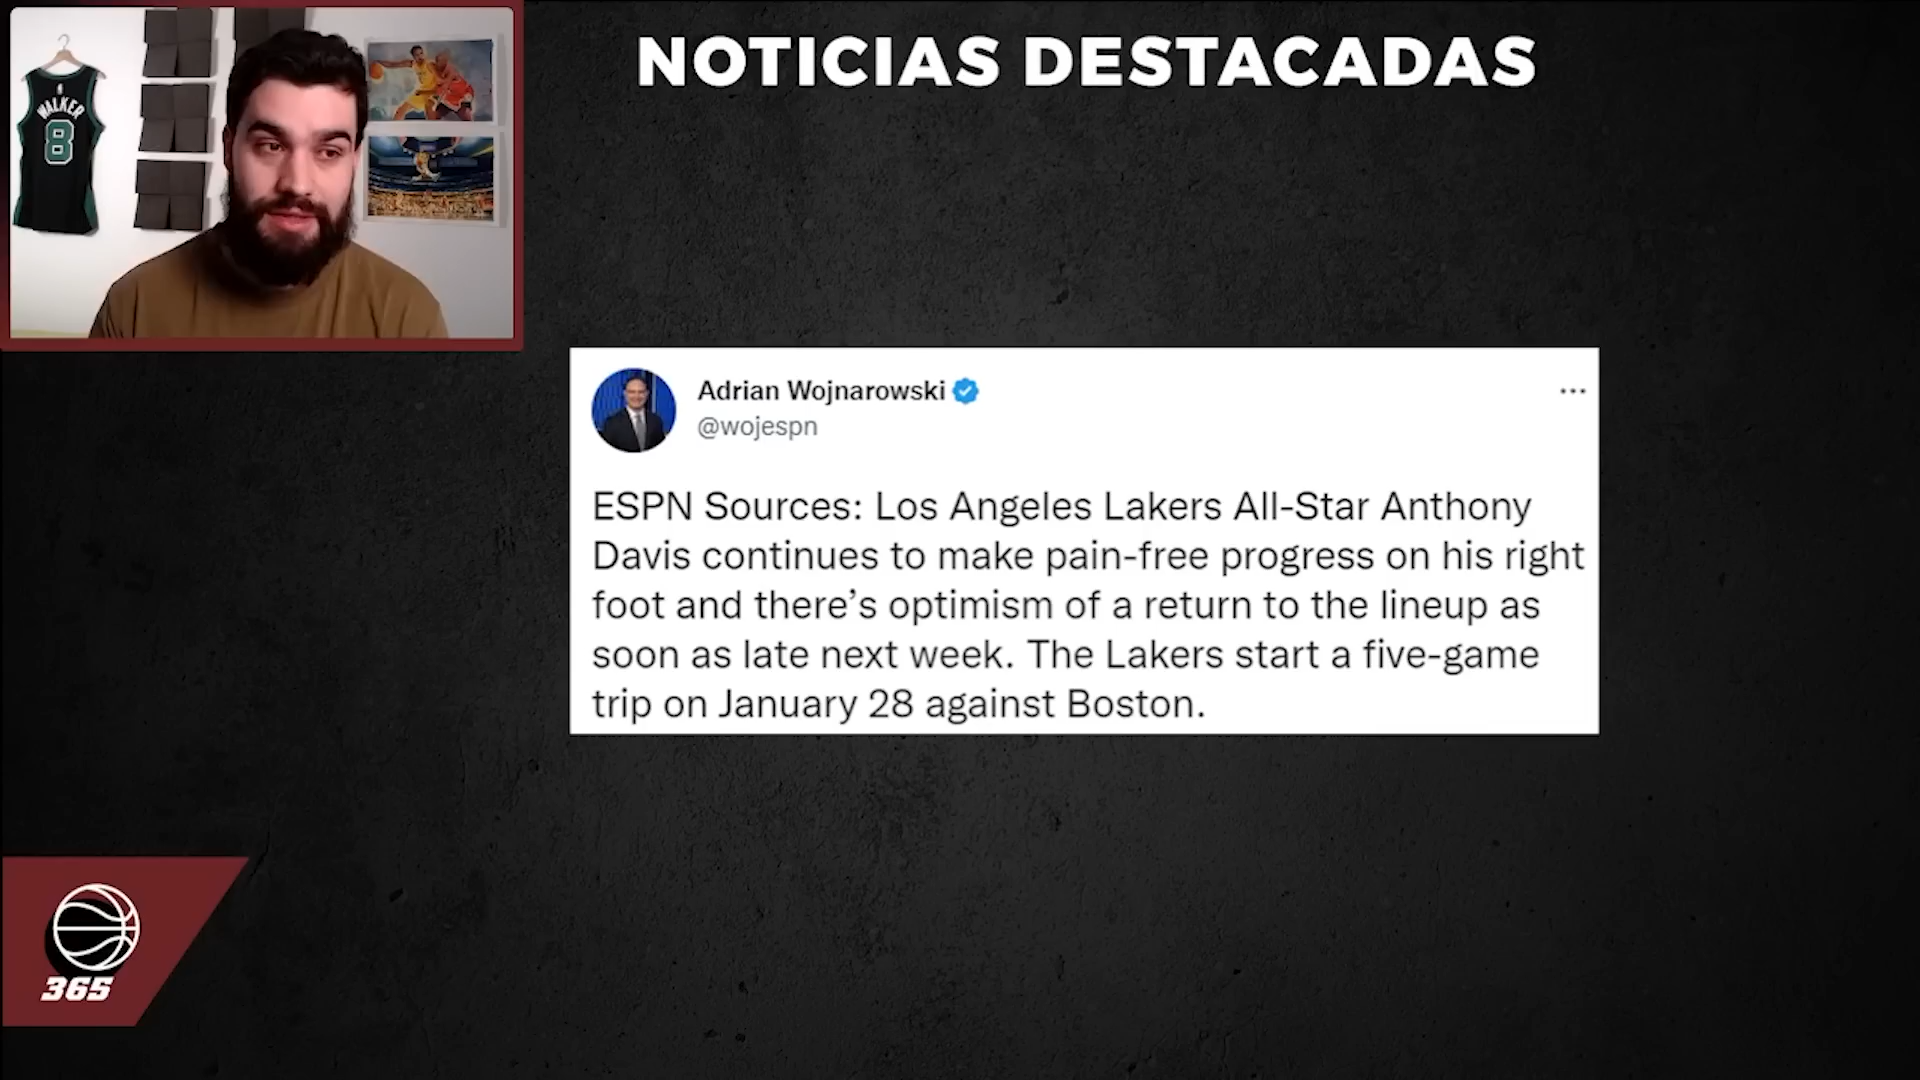 NOTICIAS DESTACADAS
WALKER
8
Adrian Wojnarowski
@wojespn
ESPN Sources: Los Angeles Lakers All-Star Anthony
Davis continues to make pain-free progress on his right
foot and there’s optimism of a return to the lineup as
soon as late next week. The Lakers start a five-game
trip on January 28 against Boston.
365